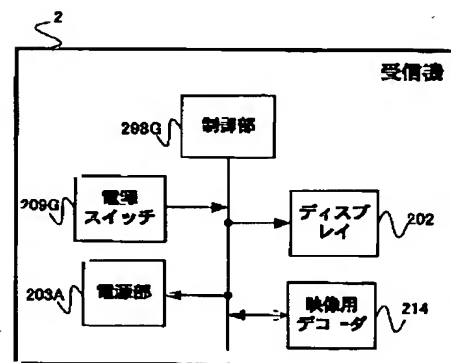 2
受信機
298G
制御部
209G
電源
スイッチ
ディスプ
レイ
202
203A
電源部
映像用
デコーダ
214